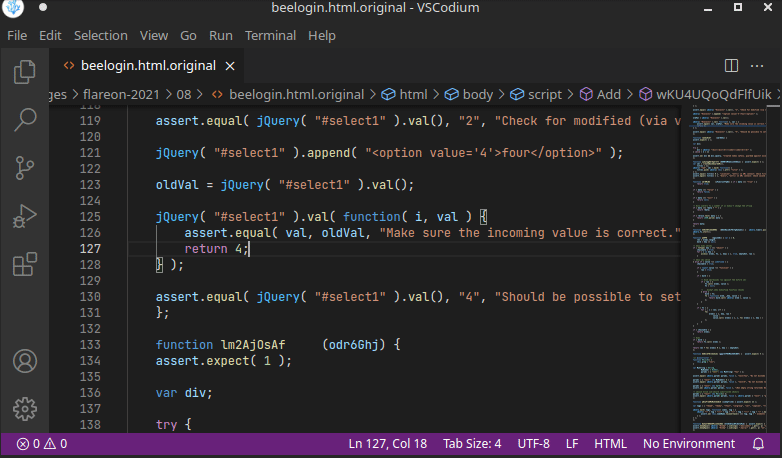 beelogin.html.original - VSCodium
File Edit Selection View Go Run Terminal Help
beelogin.html.original
ges > flareon-2021 > 08 > beelogin.html.original > html > body > script > Add > wKU4UQoQdFlfUik
118
119 assert.equal( jQuery( "#select1" ).val(), "2", "Check for modified (via v
120
121 jQuery( "#select1" ).append( "<option value='4'>four</option>" );
122
123 oldVal = jQuery( "#select1" ).val();
124
125 jQuery( "#select1" ).val( function( i, val ) {
126 assert.equal( val, oldVal, "Make sure the incoming value is correct."
127 return 4;
128 } );
129
130 assert.equal( jQuery( "#select1" ).val(), "4", "Should be possible to set
131 };
132
133 function lm2AjOsAf (odr6Ghj) {
134 assert.expect( 1 );
135
136 var div;
137
138 try {
0 0 Ln 127, Col 18 Tab Size: 4 UTF-8 LF HTML No Environment